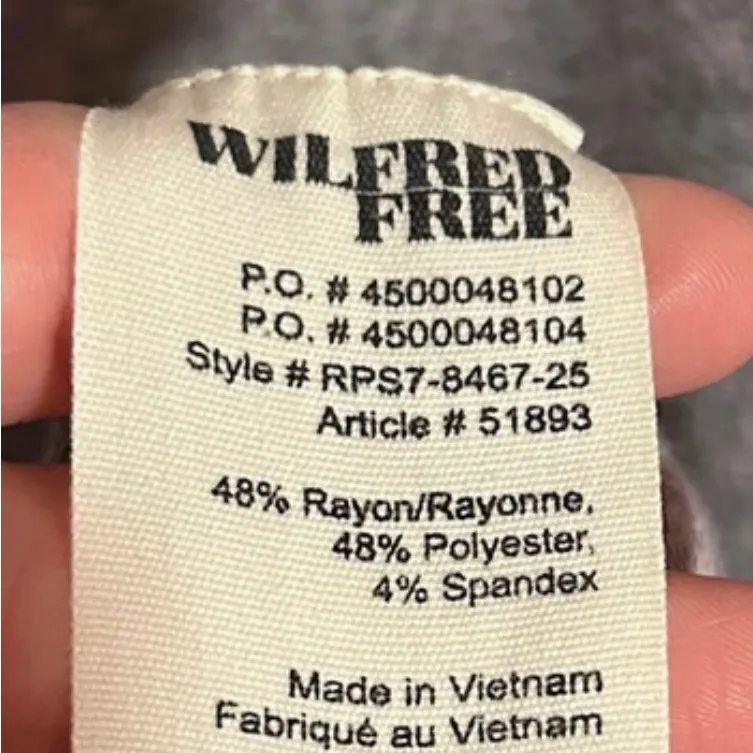 WILFRED
FREE
P.O. # 4500048102
P.O. # 4500048104
Style # RPS7-8467-25
Article # 51893
48% Rayon/Rayonne,
48% Polyester,
4% Spandex
Made in Vietnam
Fabriqué au Vietnam